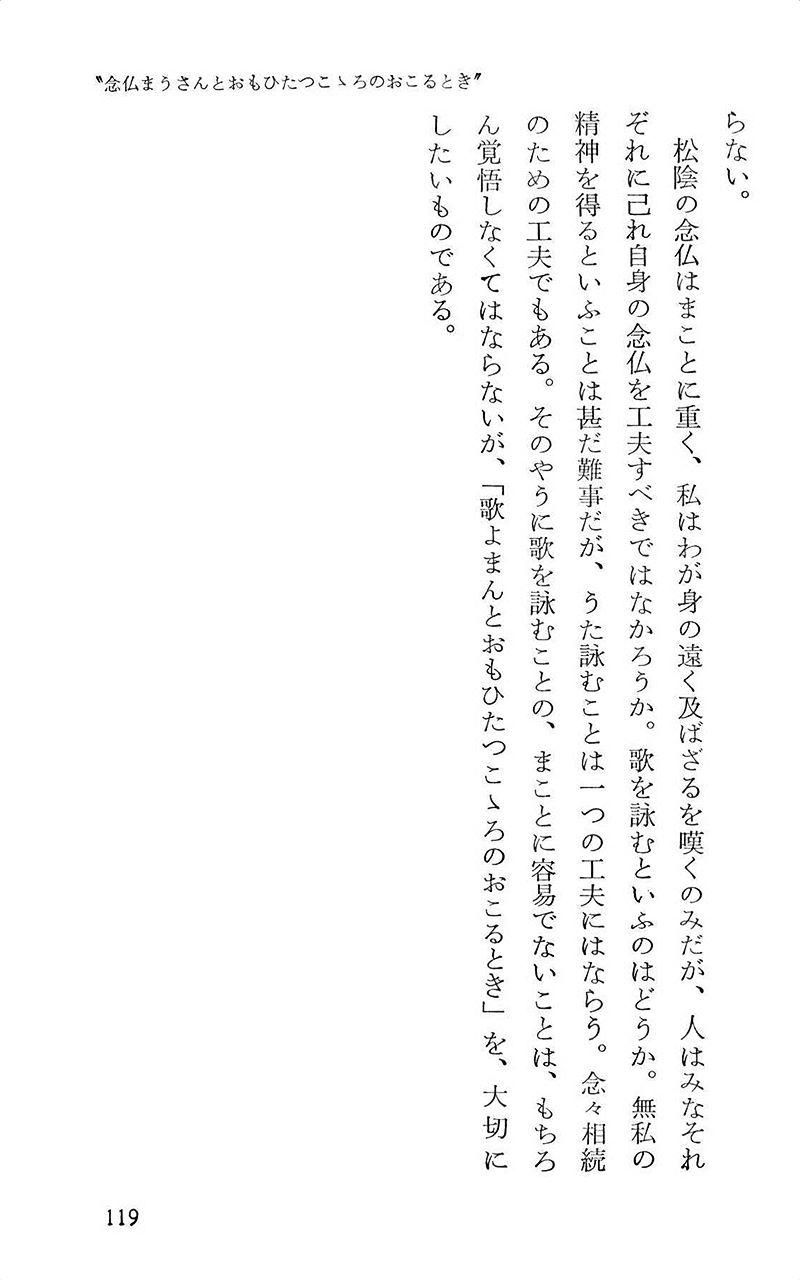 〝念仏まうさんとおもひたつこゝろのおこるとき〟
らない。
松陰の念仏はまことに重く、私はわが身の遠く及ばざるを嘆くのみだが、人はみなそれ
ぞれに己れ自身の念仏を工夫すべきではなかろうか。歌を詠むといふのはどうか。無私の
精神を得るといふことは甚だ難事だが、うた詠むことは一つの工夫にはならう。念々相続
のための工夫でもある。そのやうに歌を詠むことの、まことに容易でないことは、もちろ
ん覚悟しなくてはならないが、「歌よまんとおもひたつこゝろのおこるとき」を、大切に
したいものである。
119